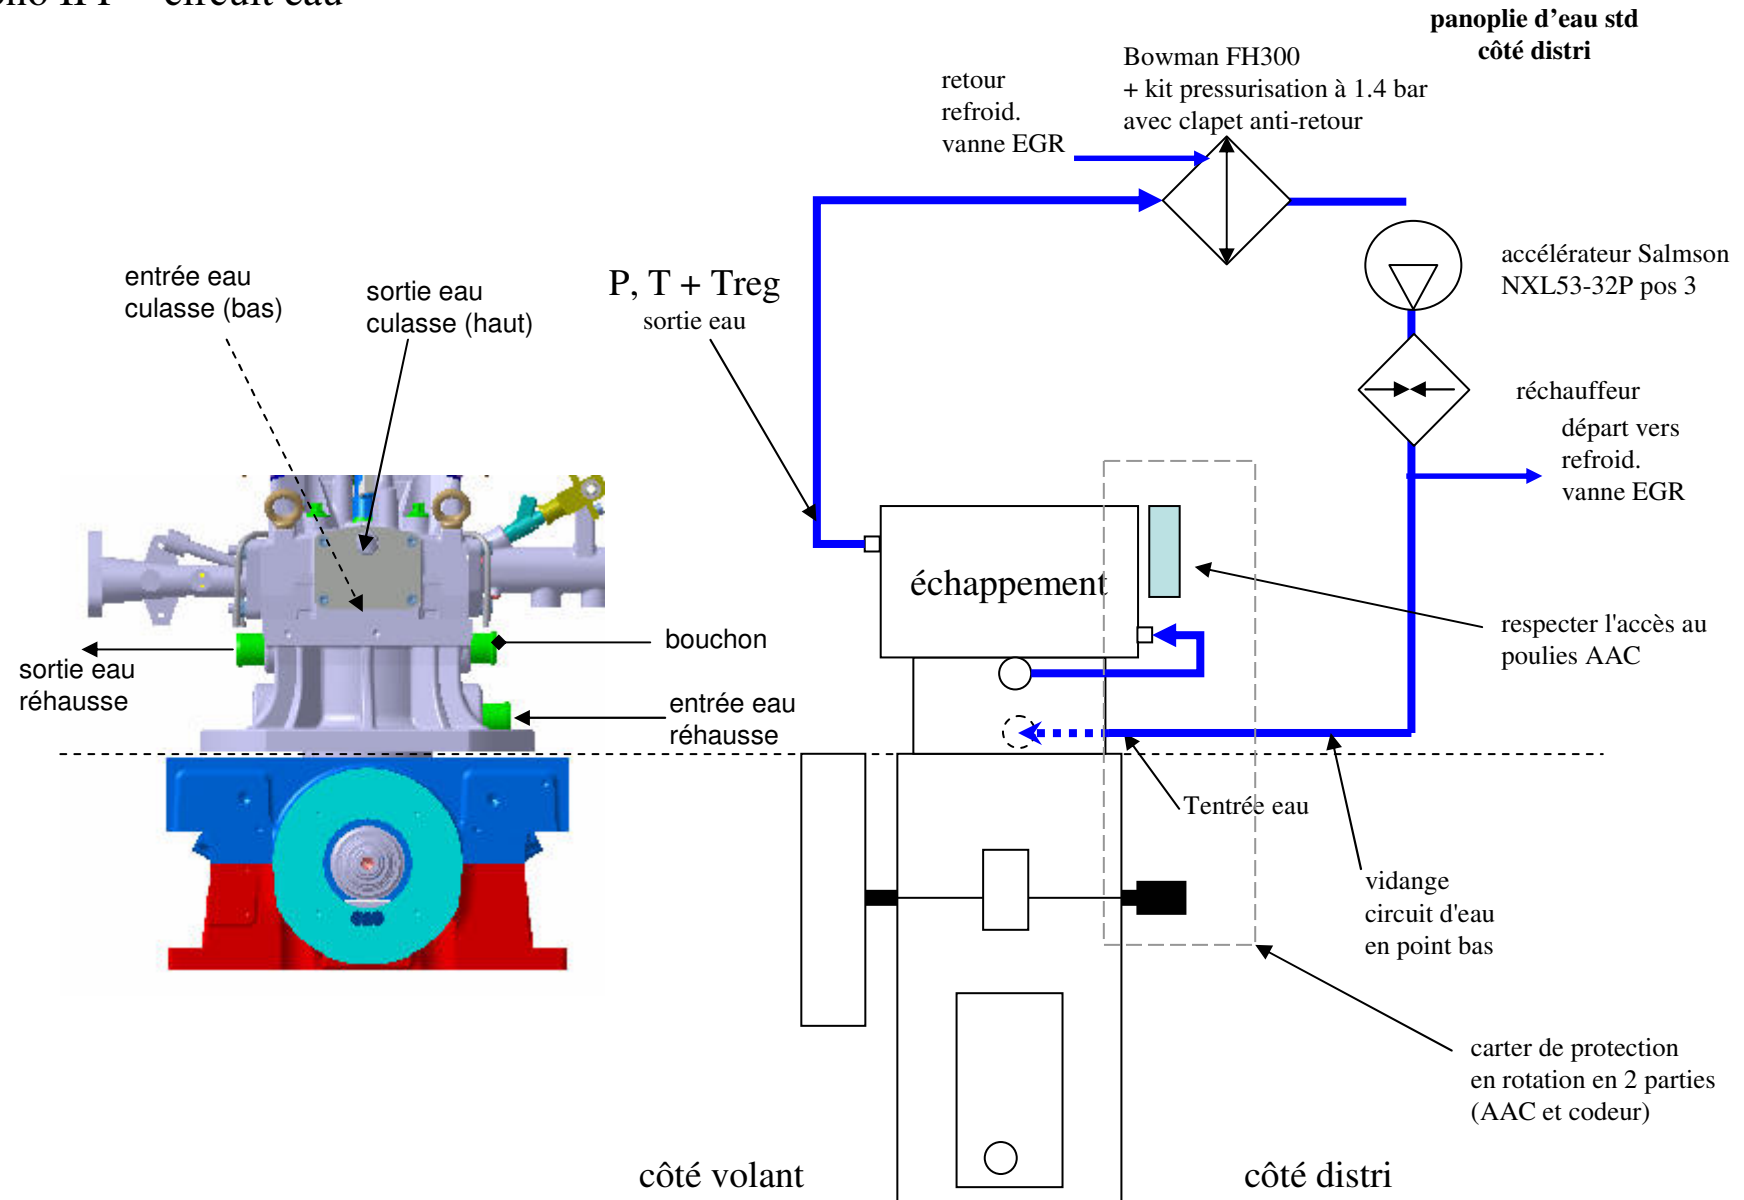 circuit eau
panoplie d'eau std
côté distri
Bowman FH300
+ kit pressurisation à 1.4 bar
avec clapet anti-retour
retour
refroid.
vanne EGR
accélérateur Salmson
NXL53-32P pos 3
entrée eau
culasse (bas)
sortie eau
culasse (haut)
P, T + Treg
sortie eau
réchauffeur
départ vers
refroid.
vanne EGR
échappement
respecter l'accès au
poulies AAC
bouchon
sortie eau
réhausse
entrée eau
réhausse
Tentrée eau
vidange
circuit d'eau
en point bas
carter de protection
en rotation en 2 parties
(AAC et codeur)
côté volant
côté distri